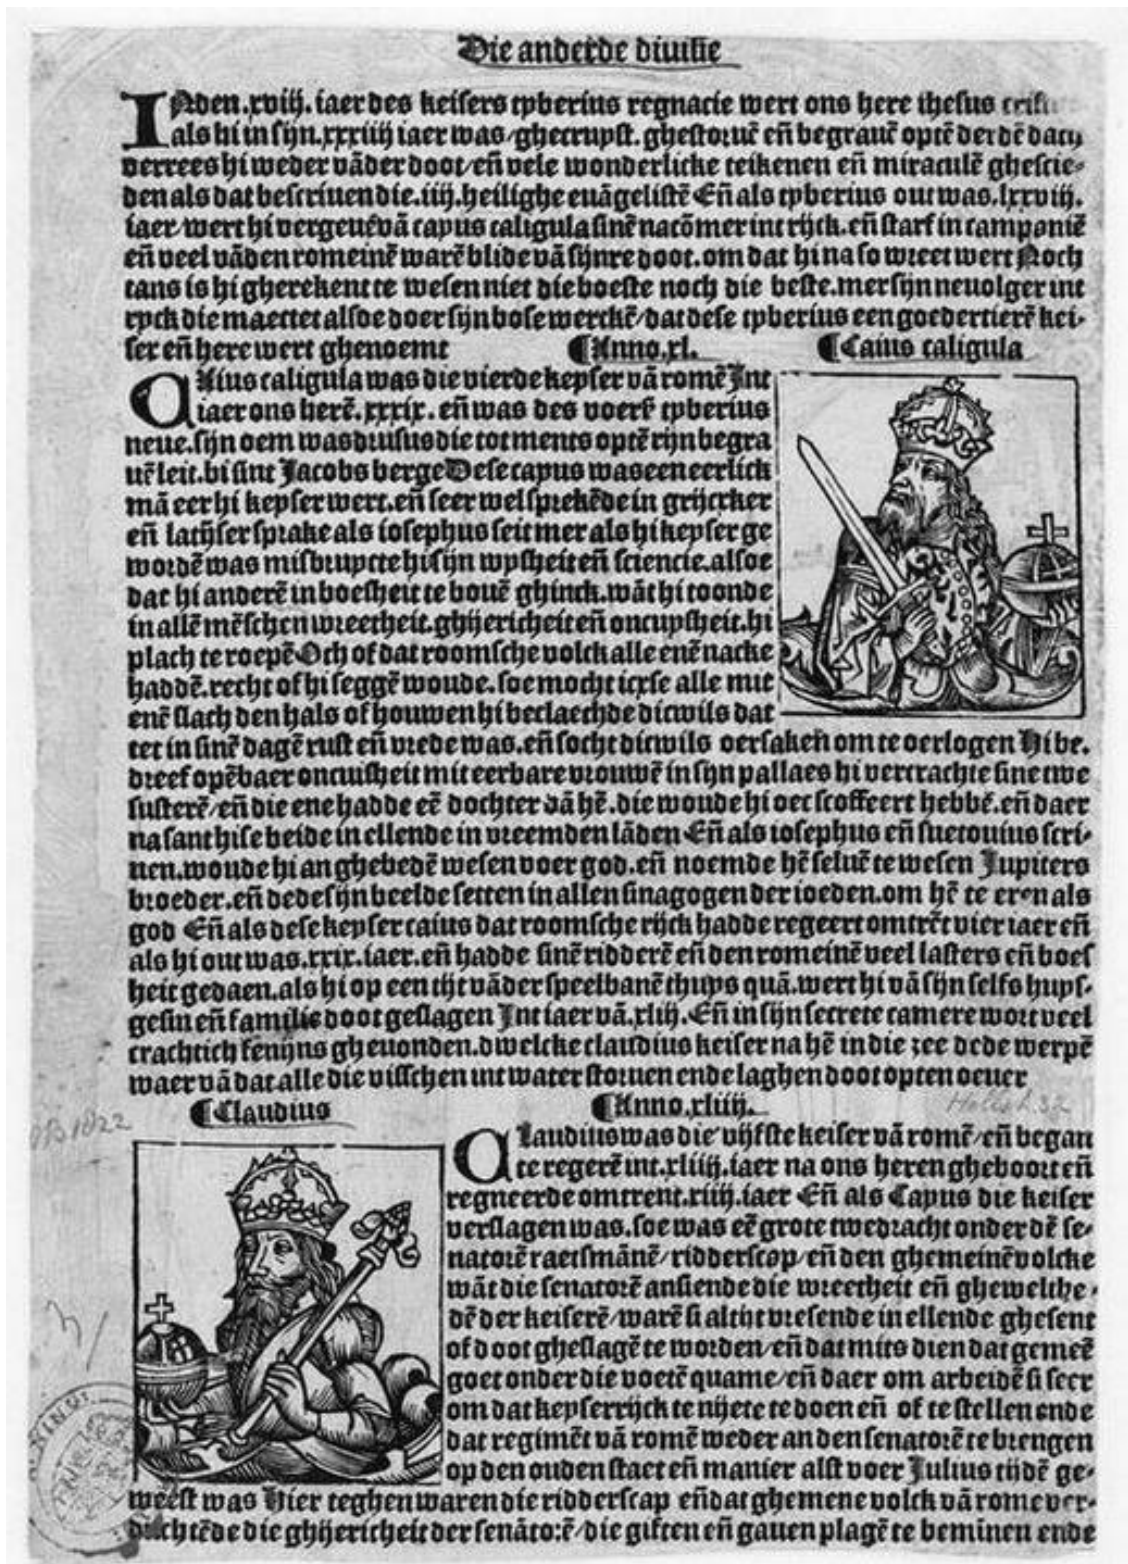 Die anderde diuisie
INden.xviij.iaer des keisers tyberius regnacie wert ons here ihesus
als hi in sijn.xxxiiij iaer was/ghecruyst.ghestoruē eñ begrauē optē derdē dach
verrees hi weder vāder doot/eñ vele wonderlicke teikenen eñ miraculē ghescie-
den als dat bescriuen die.iiij.heilighe euāgelistē Eñ als tyberius out was.lxxviij.
iaer/wert hi vergeuē vā cayus caligula sinē nacōmer int rijck.eñ starf in campaniē
eñ veel vāden romeinē warē blide vā sijnre doot.om dat hi na so wreet wert Noch
tans is hi gherekent te wesen niet die boeste noch die beste.mer sijn neuolger int
ryck die maectet alsoe doer sijn bose werckē/dat dese tyberius een goedertierē kei-
ser eñ here wert ghenoemt ¶Anno.xl. ¶Caius caligula
CAius caligula was die vierde keyser vā romē Int
iaer ons herē.xxxix. eñ was des voerš tyberius
neue.sijn oem was drusus die tot ments optē rijn begra
uē leit.bi sint Jacobs berge Dese cayus was een eerlick
mā eer hi keyser wert.eñ seer wel sprekēde in grijcxker
eñ latijnser sprake als iosephus seit mer als hi keyser ge
wordē was misbruycte hi sijn wysheit eñ sciencie.alsoe
dat hi anderē in boesheit te bouē ghinck.wāt hi toonde
in allē mēschen wreetheit.ghijericheit eñ oncuysheit.hi
plach te roepē Och of dat roomsche volck alle enē nacke
haddē.recht of hi seggē woude.soe mocht icxse alle mit
enē slach den hals of houwen hi beclaechde dicwils dat
tet in sinē dagē rust eñ vrede was.eñ socht dicwils oersaken om te oerlogen Hi be.
dreef opēbaer oncuisheit mit eerbare vrouwē in sijn pallaes hi vercrachte sine twe
susterē/eñ die ene hadde eē dochter vā hē.die woude hi oec scoffeert hebbē.eñ daer
na sant hise beide in ellende in vreemden lāden Eñ als iosephus eñ suetonius scri-
uen.woude hi anghebedē wesen voer god.eñ noemde hē seluē te wesen Jupiters
broeder.eñ dede sijn beelde setten in allen sinagogen der ioeden.om hē te eren als
god Eñ als dese keyser caius dat roomsche rijck hadde regeert omtrēt vier iaer eñ
als hi out was.xxix.iaer.eñ hadde sinē ridderē eñ den romeinē veel lasters eñ boes
heit gedaen.als hi op een tijt vāder speelbanē thuys quā.wert hi vā sijn selfs huys-
gesin eñ familie doot geslagen Int iaer vā.xliij. Eñ in sijn secrete camere wort veel
crachtich fenijns gheuonden.dwelcke claudius keiser na hē in die zee dede werpē
waer vā dat alle die visschen int water storuen ende laghen doot opten oeuer
¶Claudius ¶Anno.xliiij.
CLaudius was die vijfste keiser vā romē/eñ began
te regerē int.xliiij.iaer na ons heren gheboort eñ
regneerde omtrent.xiiij.iaer Eñ als Cayus die keiser
verslagen was.soe was eē grote twedracht onder dē se-
natorē raetsmānē/ridderscap/eñ den ghemeinē volcke
wāt die senatorē ansiende die wreetheit eñ ghewelthe-
dē der keiserē/warē si altijt vresende in ellende ghesent
of doot gheslagē te worden/eñ dat mits dien dat gemeē
goet onder die voetē quame/eñ daer om arbeidē si seer
om dat keyserrijck te nijete te doen eñ of te stellen ende
dat regimēt vā romē weder an den senatorē te brengen
op den ouden staet eñ manier alst voer Julius tijdē ge-
weest was Hier teghen waren die ridderscap eñ dat ghemene volck vā rome ver-
duchtēde die ghijericheit der senatorē/die giften eñ gauen plagē te beminen ende